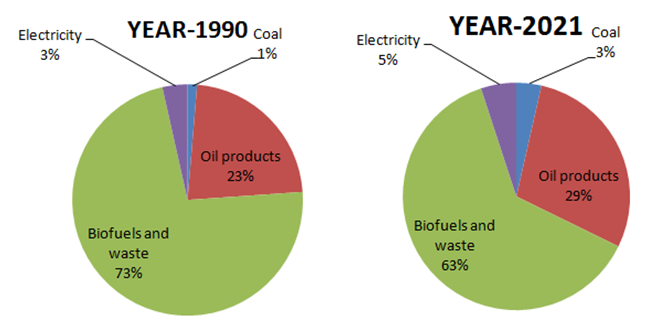 YEAR-1990
Electricity
3%
Coal
1%
Oil products
23%
Biofuels and
waste
73%
YEAR-2021
Electricity
5%
Coal
3%
Oil products
29%
Biofuels and
waste
63%